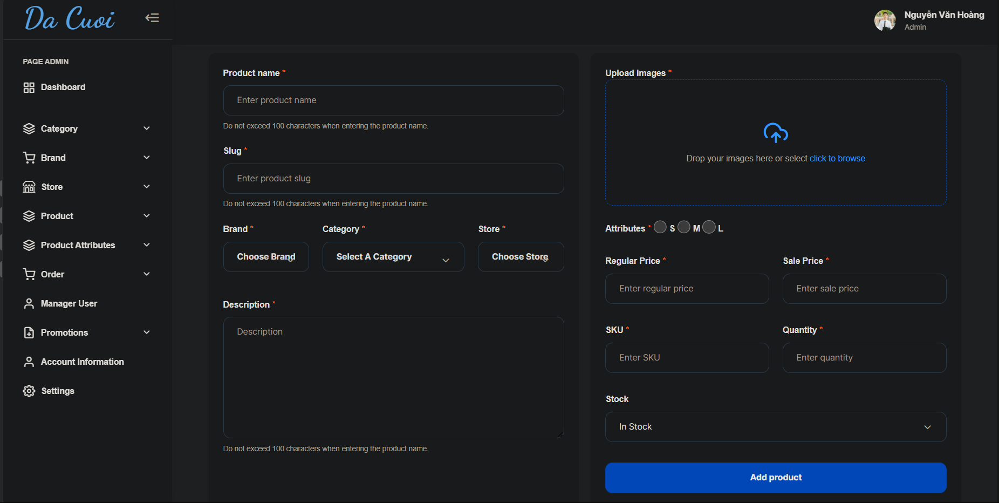 Da Cuoi
Nguyễn Văn Hoàng
Admin
PAGE ADMIN
Dashboard
Category
Brand
Store
Product
Product Attributes
Order
Manager User
Promotions
Account Information
Settings
Product name *
Enter product name
Do not exceed 100 characters when entering the product name.
Slug *
Enter product slug
Do not exceed 100 characters when entering the product name.
Brand * Category * Store *
Choose Brand Select A Category Choose Store
Description *
Description
Do not exceed 100 characters when entering the product name.
Upload images *
Drop your images here or select click to browse
Attributes * S M L
Regular Price * Sale Price *
Enter regular price Enter sale price
SKU * Quantity *
Enter SKU Enter quantity
Stock
In Stock
Add product